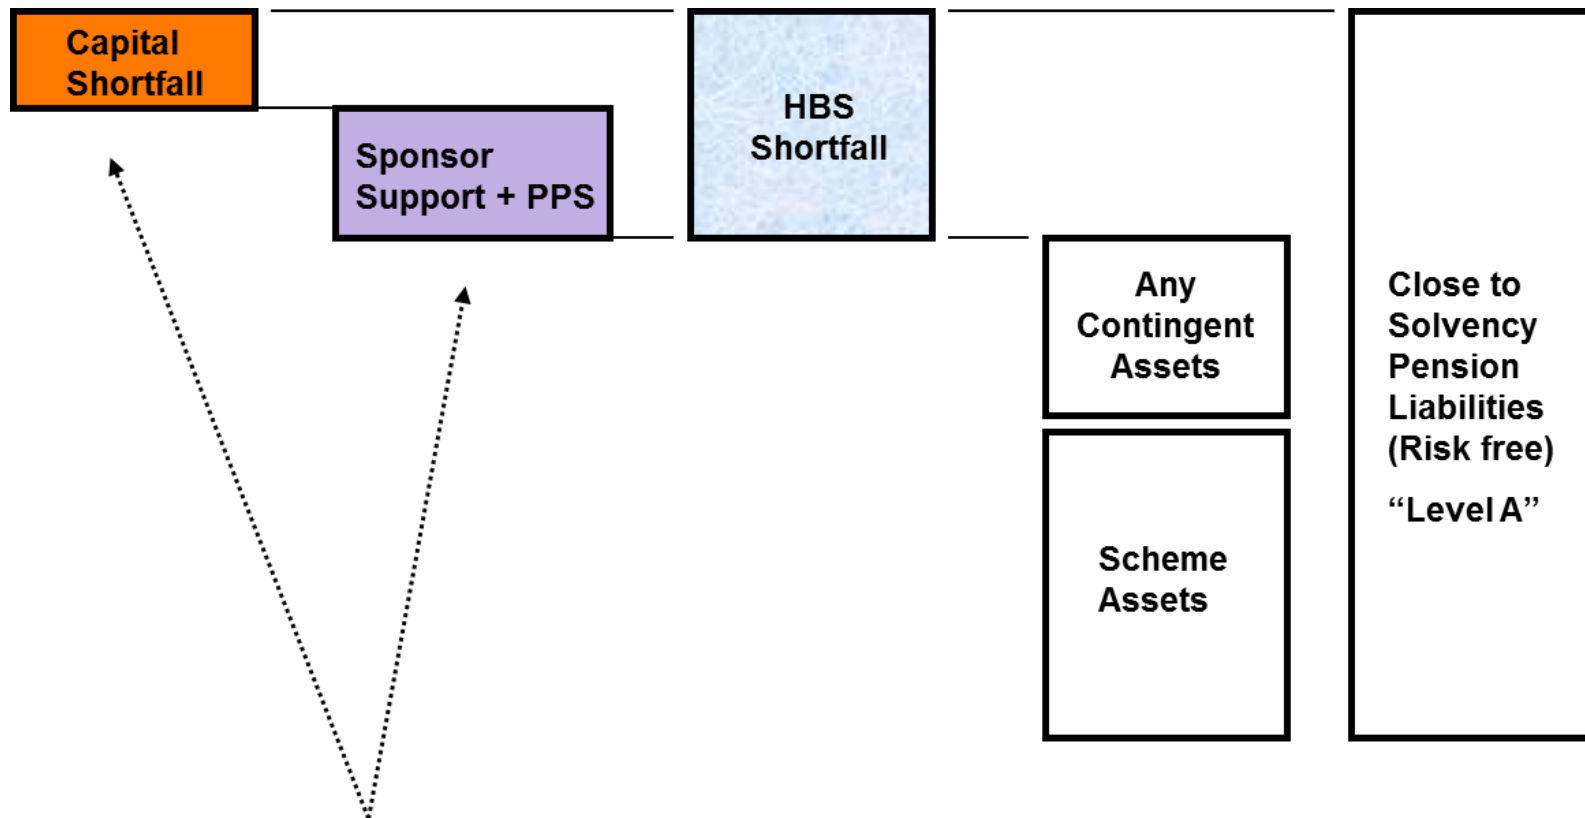 Capital
Shortfall
Sponsor
Support + PPS
HBS
Shortfall
Any
Contingent
Assets
Scheme
Assets
Close to
Solvency
Pension
Liabilities
(Risk free)
“Level A”